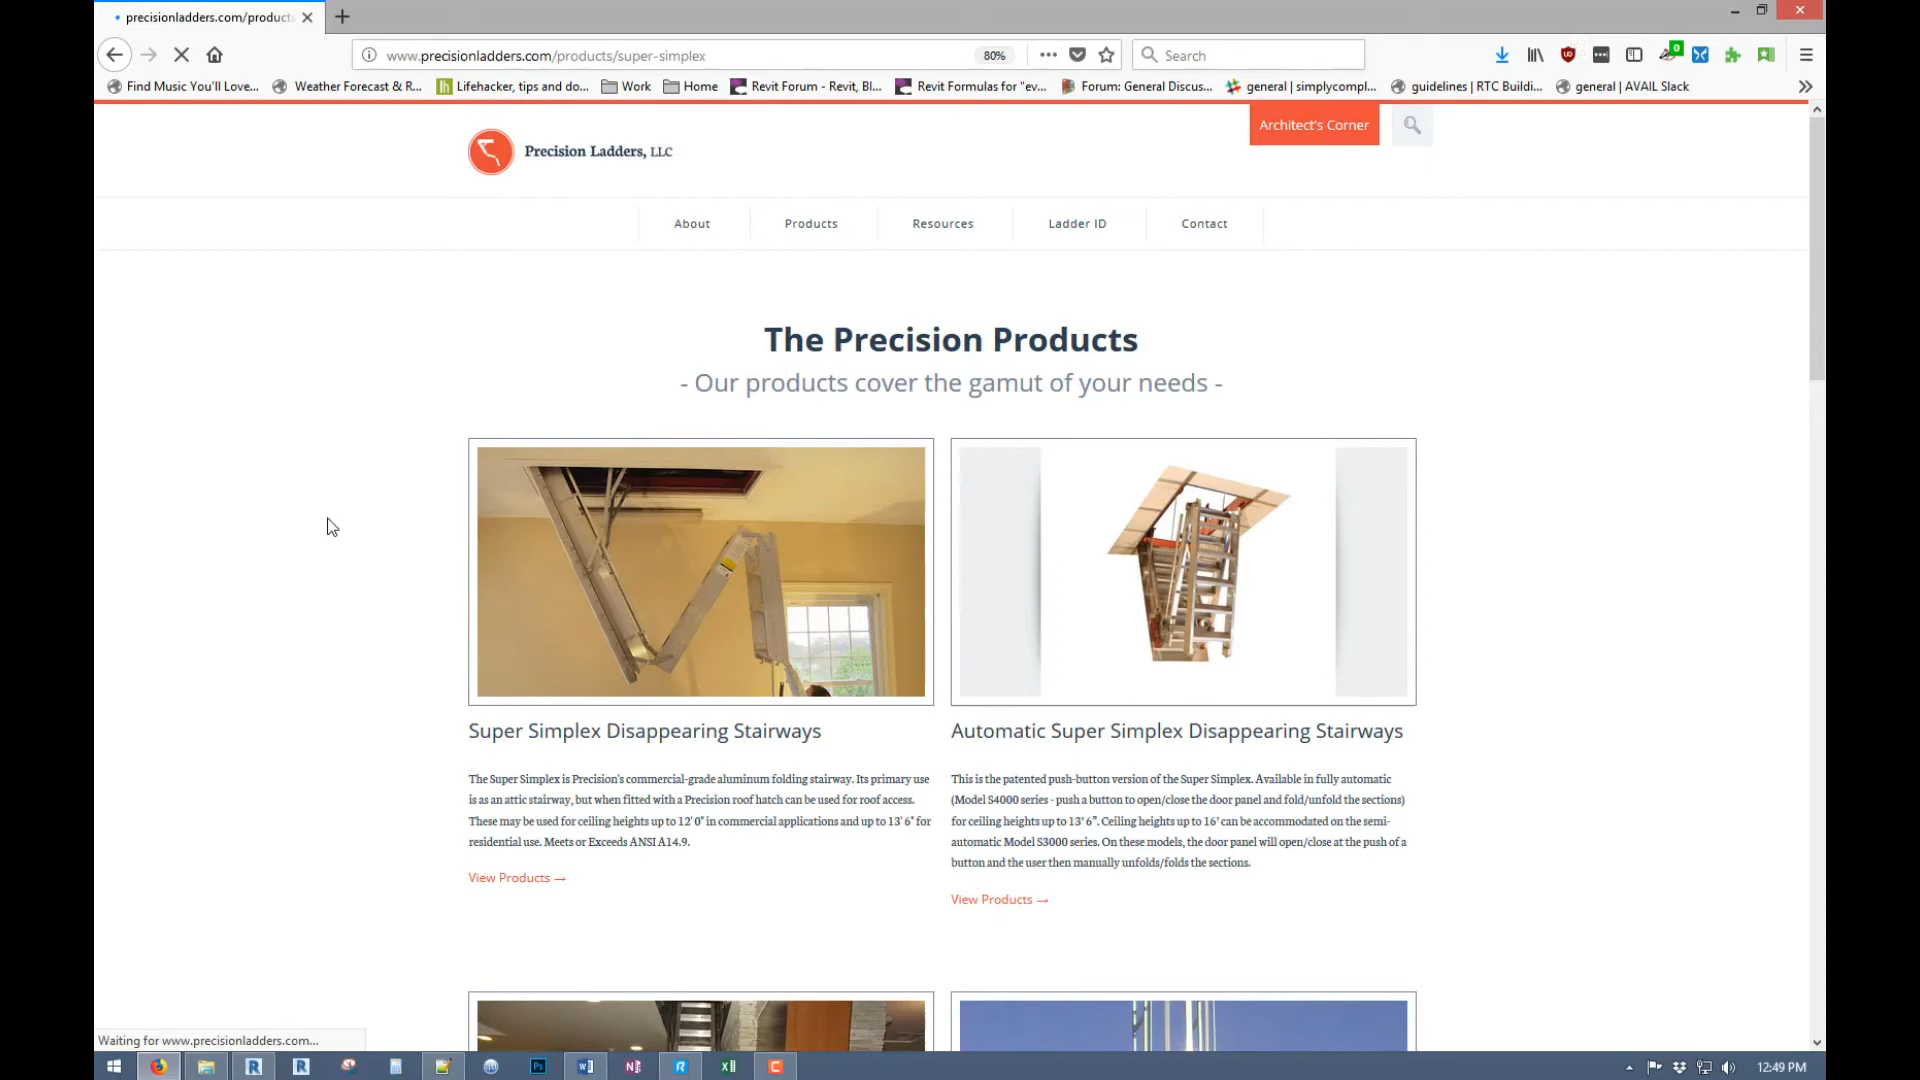 precisionladders.com/product
www.precisionladders.com/products/super-simplex
80%
Search
0
Find Music You'll Love...
Weather Forecast & R...
Lifehacker, tips and do...
Work
Home
Revit Forum - Revit, Bl...
Revit Formulas for "ev...
Forum: General Discus...
general | simplycompl...
guidelines | RTC Buildi...
general | AVAIL Slack
Architect's Corner
Precision Ladders, LLC
About
Products
Resources
Ladder ID
Contact
The Precision Products
- Our products cover the gamut of your needs -
Super Simplex Disappearing Stairways
The Super Simplex is Precision's commercial-grade aluminum folding stairway. Its primary use
is as an attic stairway, but when fitted with a Precision roof hatch can be used for roof access.
These may be used for ceiling heights up to 12' 0" in commercial applications and up to 13' 6" for
residential use. Meets or Exceeds ANSI A14.9.
View Products →
Automatic Super Simplex Disappearing Stairways
This is the patented push-button version of the Super Simplex. Available in fully automatic
(Model S4000 series - push a button to open/close the door panel and fold/unfold the sections)
for ceiling heights up to 13' 6”. Ceiling heights up to 16' can be accommodated on the semi-
automatic Model S3000 series. On these models, the door panel will open/close at the push of a
button and the user then manually unfolds/folds the sections.
View Products →
Waiting for www.precisionladders.com...
12:49 PM